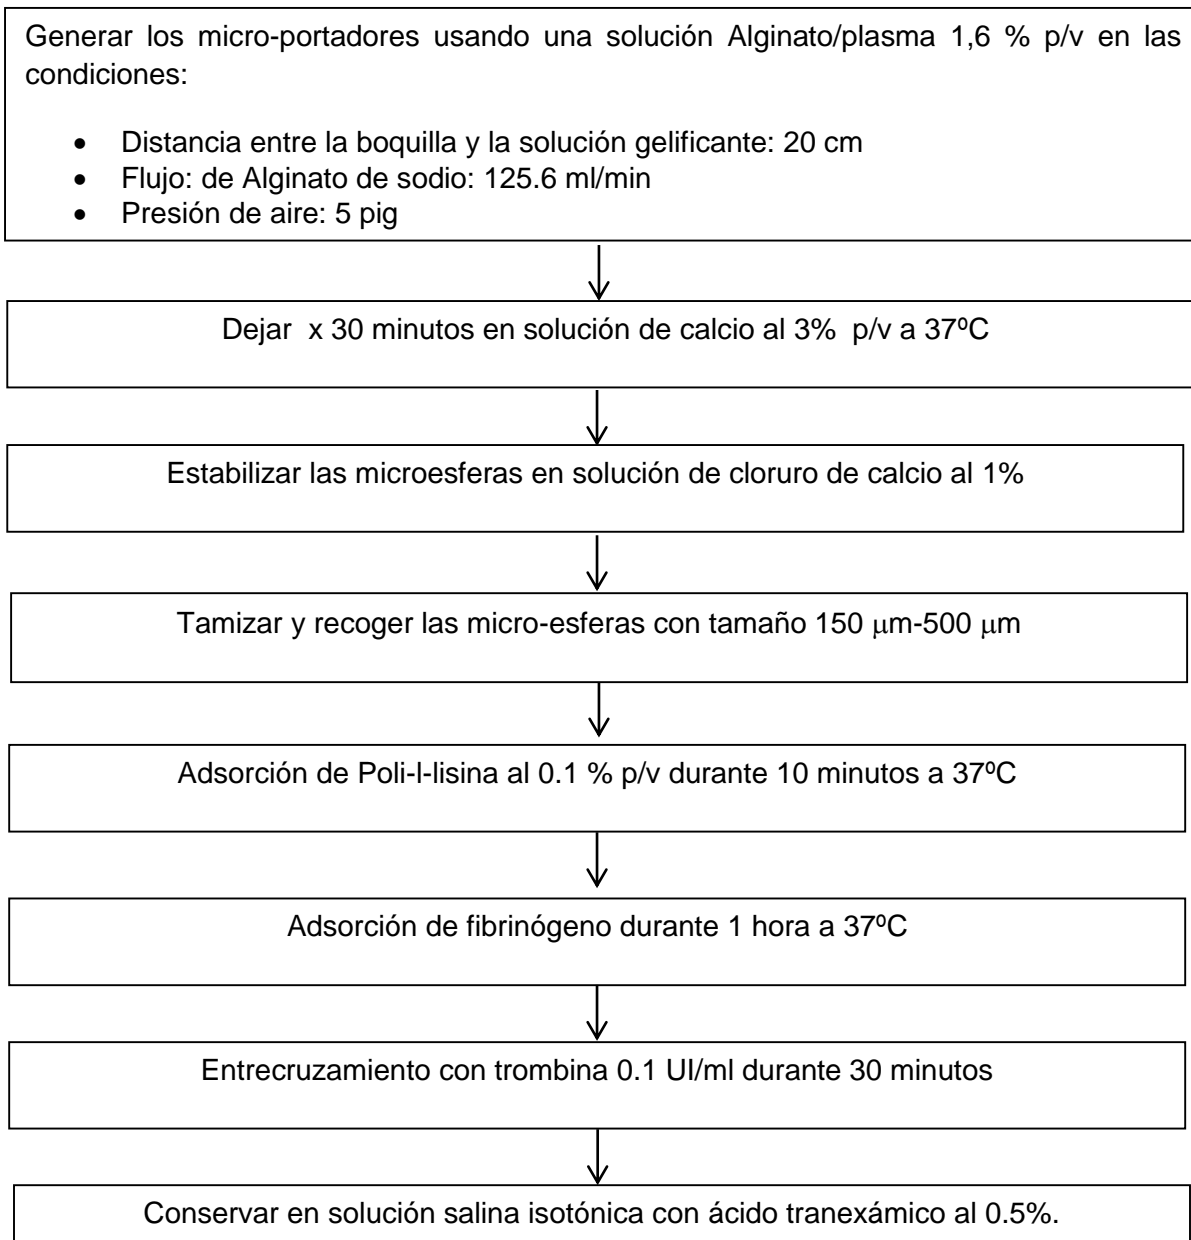 Generar los micro-portadores usando una solución Alginato/plasma 1,6 % p/v en las
condiciones:
• Distancia entre la boquilla y la solución gelificante: 20 cm
• Flujo: de Alginato de sodio: 125.6 ml/min
• Presión de aire: 5 pig
Dejar x 30 minutos en solución de calcio al 3% p/v a 37ºC
Estabilizar las microesferas en solución de cloruro de calcio al 1%
Tamizar y recoger las micro-esferas con tamaño 150 μm-500 μm
Adsorción de Poli-l-lisina al 0.1 % p/v durante 10 minutos a 37ºC
Adsorción de fibrinógeno durante 1 hora a 37ºC
Entrecruzamiento con trombina 0.1 UI/ml durante 30 minutos
Conservar en solución salina isotónica con ácido tranexámico al 0.5%.